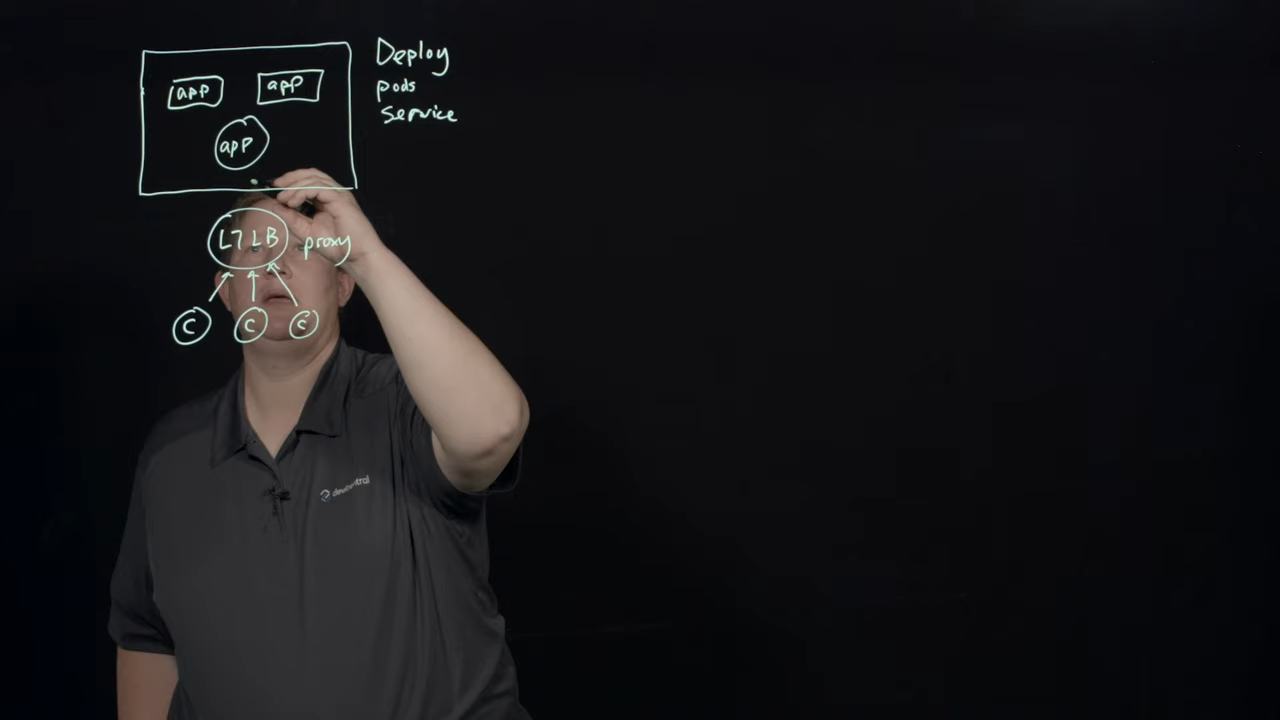 Deploy
app app pods
Service
app
L7 LB proxy
C C C